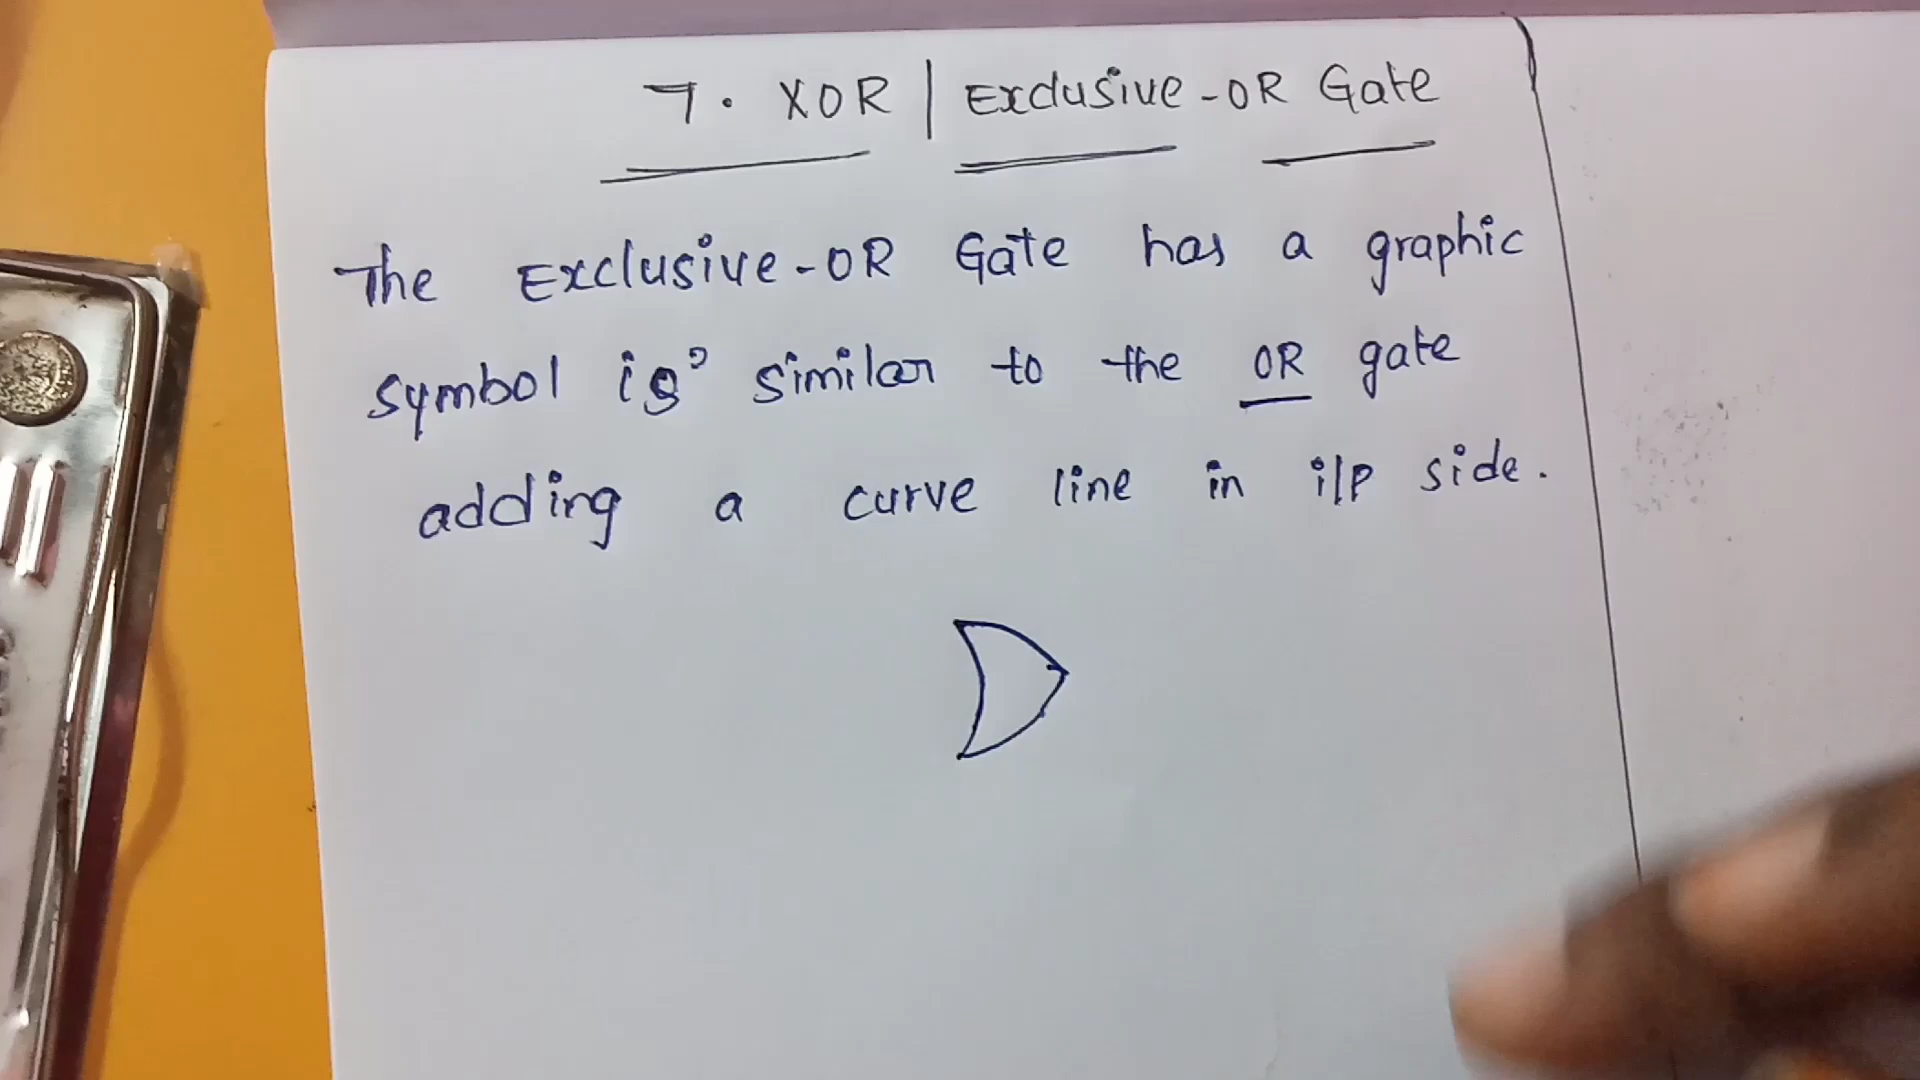 7. XOR | Exclusive-OR Gate
The Exclusive-OR Gate has a graphic
symbol is similar to the OR gate
adding a curve line in i/p side.